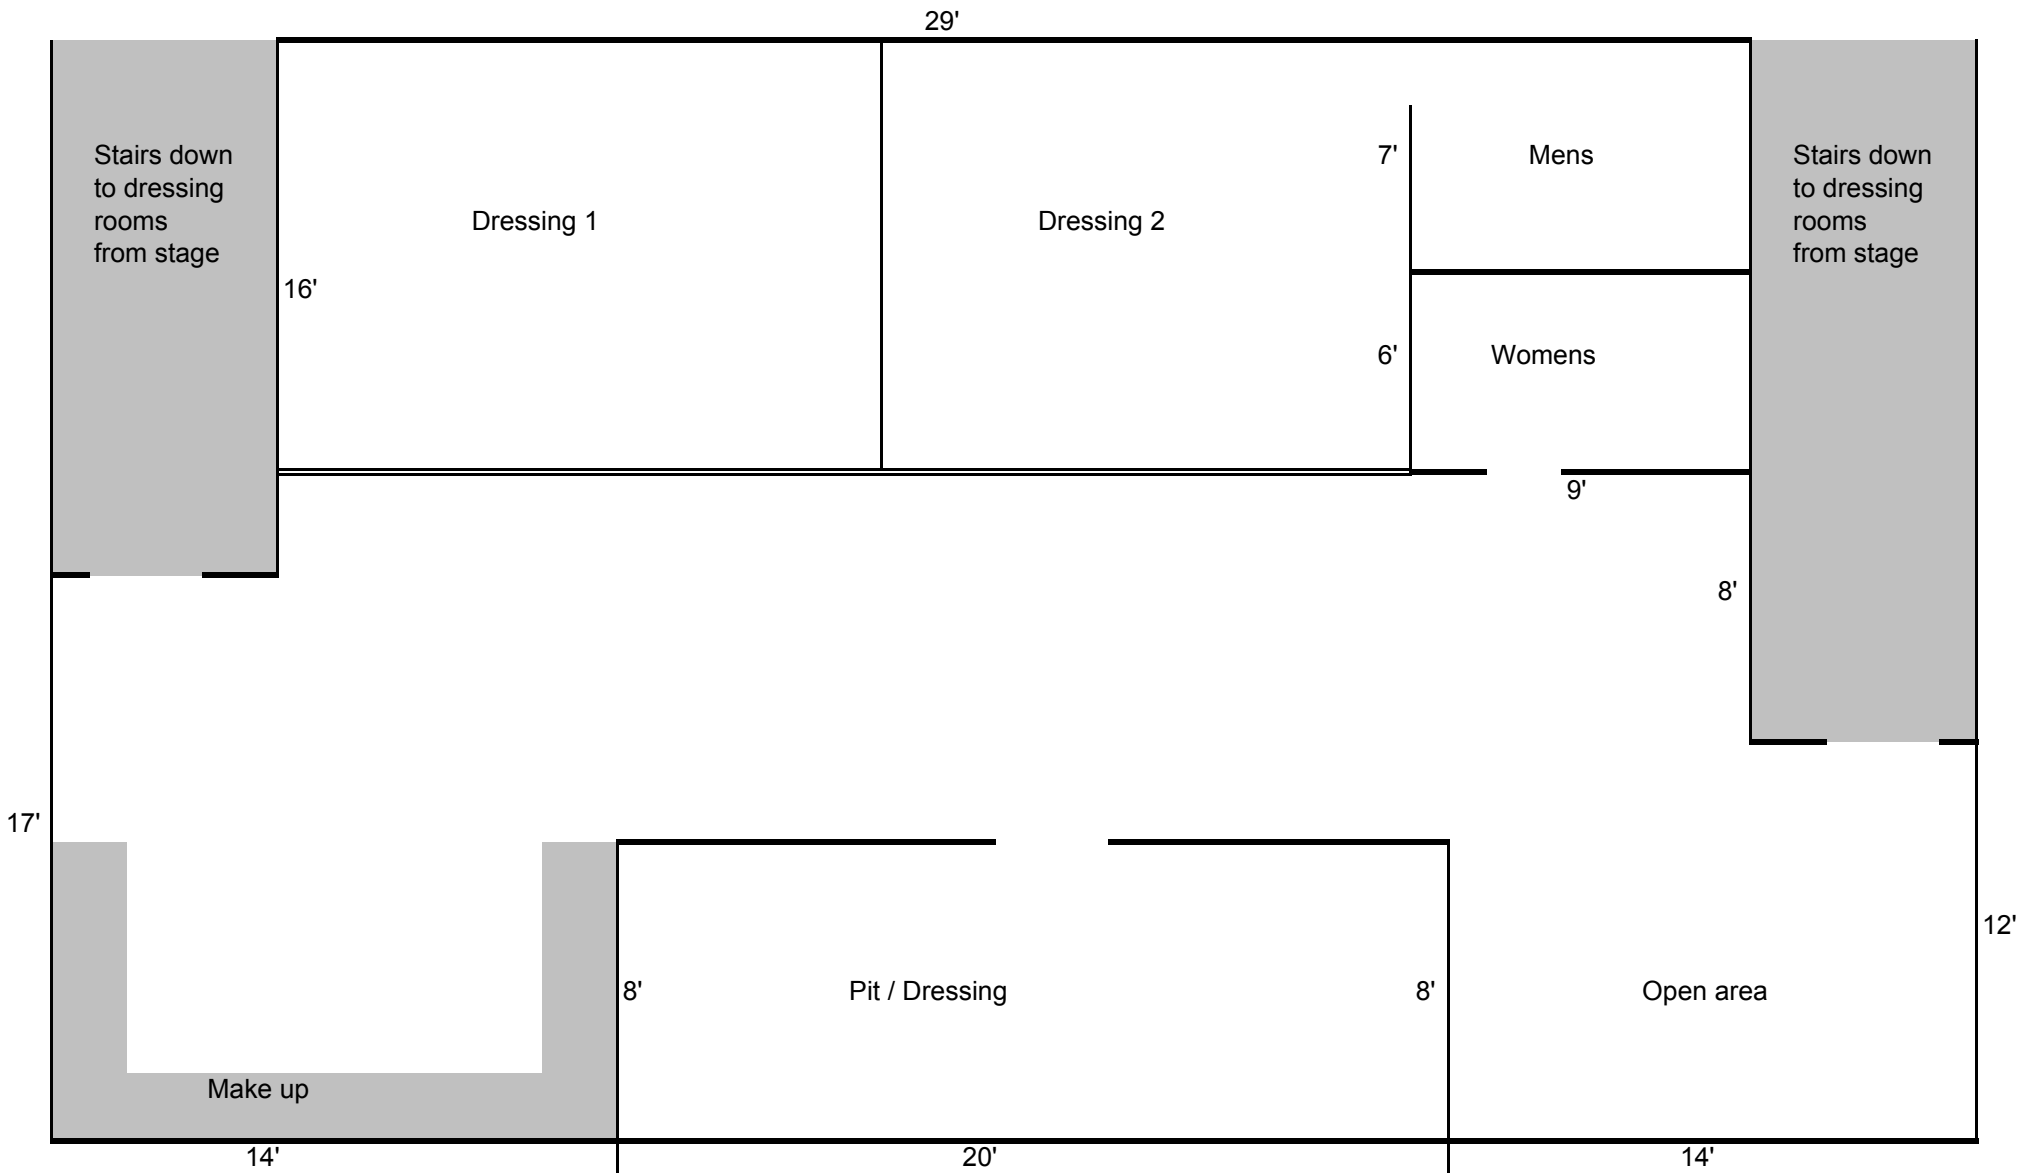 29'
Stairs down
to dressing
rooms
from stage
Dressing 1
Dressing 2
7'
Mens
Stairs down
to dressing
rooms
from stage
16'
6'
Womens
9'
8'
17'
12'
8'
Pit / Dressing
8'
Open area
Make up
14'
20'
14'